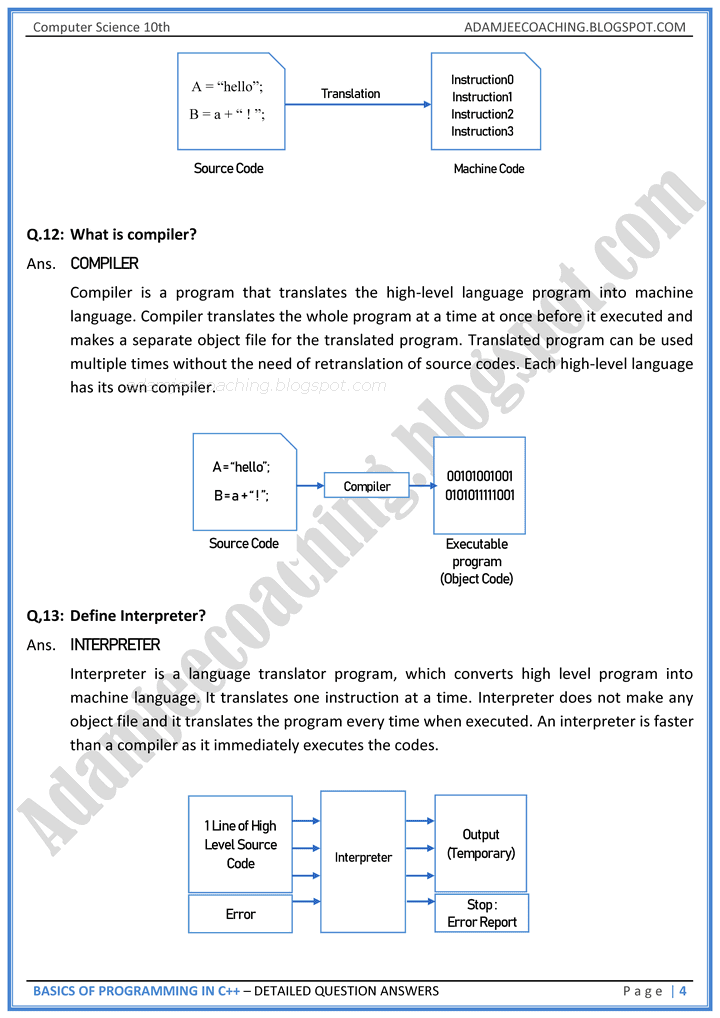 Computer Science 10th ADAMJEECOACHING.BLOGSPOT.COM
A = “hello”;
B = a + “ ! ”;
Translation
Instruction0
Instruction1
Instruction2
Instruction3
Source Code
Machine Code
Q.12: What is compiler?
Ans. COMPILER
Compiler is a program that translates the high-level language program into machine
language. Compiler translates the whole program at a time at once before it executed and
makes a separate object file for the translated program. Translated program can be used
multiple times without the need of retranslation of source codes. Each high-level language
has its own compiler.
adamjeecoaching.blogspot.com
A=“hello”;
B=a+“!”;
Compiler
00101001001
0101011111001
Source Code
Executable
program
(Object Code)
Q,13: Define Interpreter?
Ans. INTERPRETER
Interpreter is a language translator program, which converts high level program into
machine language. It translates one instruction at a time. Interpreter does not make any
object file and it translates the program every time when executed. An interpreter is faster
than a compiler as it immediately executes the codes.
1 Line of High
Level Source
Code
Error
Interpreter
Output
(Temporary)
Stop :
Error Report
Adamjeecoaching.blogspot.com
BASICS OF PROGRAMMING IN C++ – DETAILED QUESTION ANSWERS Page | 4